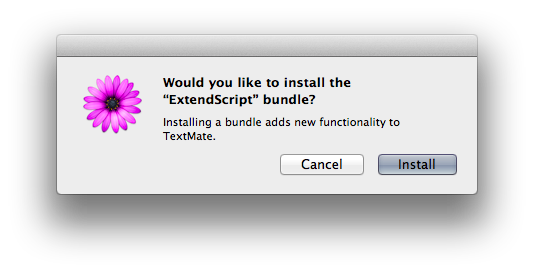 Would you like to install the
“ExtendScript” bundle?
Installing a bundle adds new functionality to
TextMate.
Cancel
Install